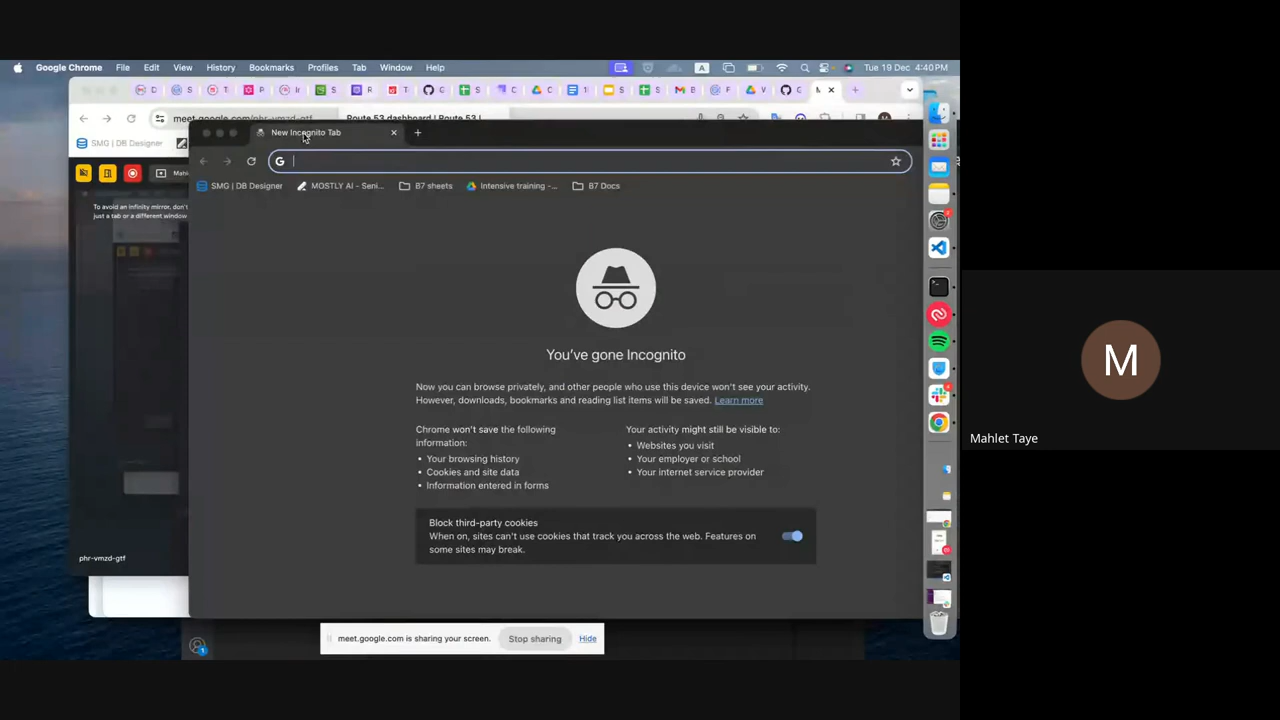 Google Chrome File Edit View History Bookmarks Profiles Tab Window Help A Tue 19 Dec 4:40 PM
meet.google.com/phr-vmzd-gtf Route 53 dashboard | Route 53 |
SMG | DB Designer
New Incognito Tab
G
SMG | DB Designer MOSTLY AI - Seni... B7 sheets Intensive training -... B7 Docs
Mahl
To avoid an infinity mirror, don't
just a tab or a different window
You've gone Incognito
Now you can browse privately, and other people who use this device won't see your activity.
However, downloads, bookmarks and reading list items will be saved. Learn more
Chrome won't save the following
information:
• Your browsing history
• Cookies and site data
• Information entered in forms
Your activity might still be visible to:
• Websites you visit
• Your employer or school
• Your internet service provider
Block third-party cookies
When on, sites can't use cookies that track you across the web. Features on
some sites may break.
phr-vmzd-gtf
meet.google.com is sharing your screen. Stop sharing Hide
1
M
Mahlet Taye